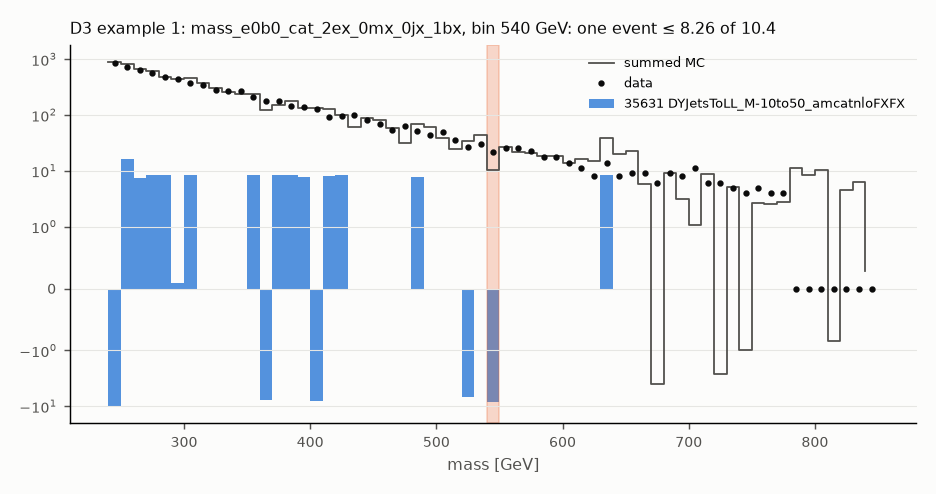 D3 example 1: mass_e0b0_cat_2ex_0mx_0jx_1bx, bin 540 GeV: one event ≤ 8.26 of 10.4
summed MC
data
35631 DYJetsToLL_M-10to50_amcatnloFXFX
10³
10²
10¹
10⁰
0
−10⁰
−10¹
300 400 500 600 700 800
mass [GeV]